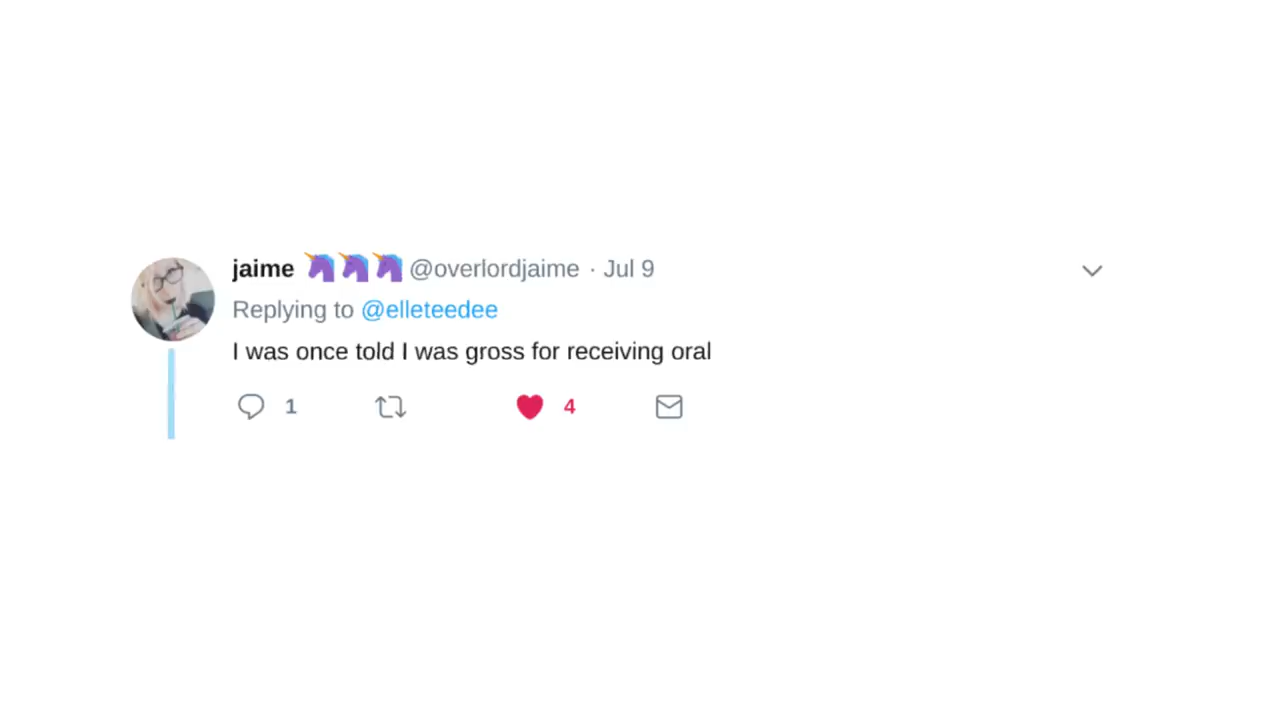 jaime 🦄🦄🦄 @overlordjaime · Jul 9
Replying to @elleteedee
I was once told I was gross for receiving oral
1 4